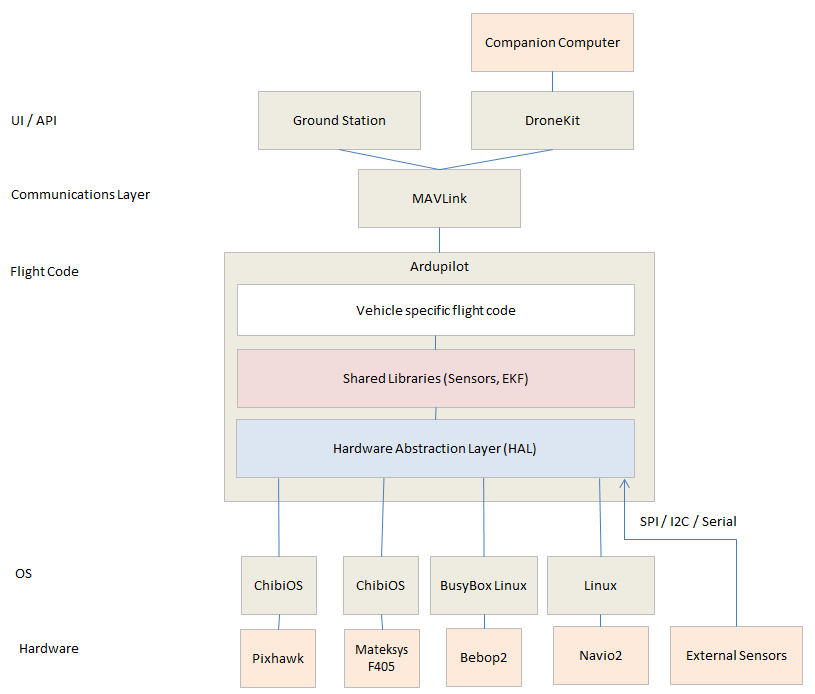 Companion Computer
UI / API
Ground Station
DroneKit
Communications Layer
MAVLink
Flight Code
Ardupilot
Vehicle specific flight code
Shared Libraries (Sensors, EKF)
Hardware Abstraction Layer (HAL)
SPI / I2C / Serial
OS
ChibiOS
ChibiOS
BusyBox Linux
Linux
Hardware
Pixhawk
Mateksys
F405
Bebop2
Navio2
External Sensors